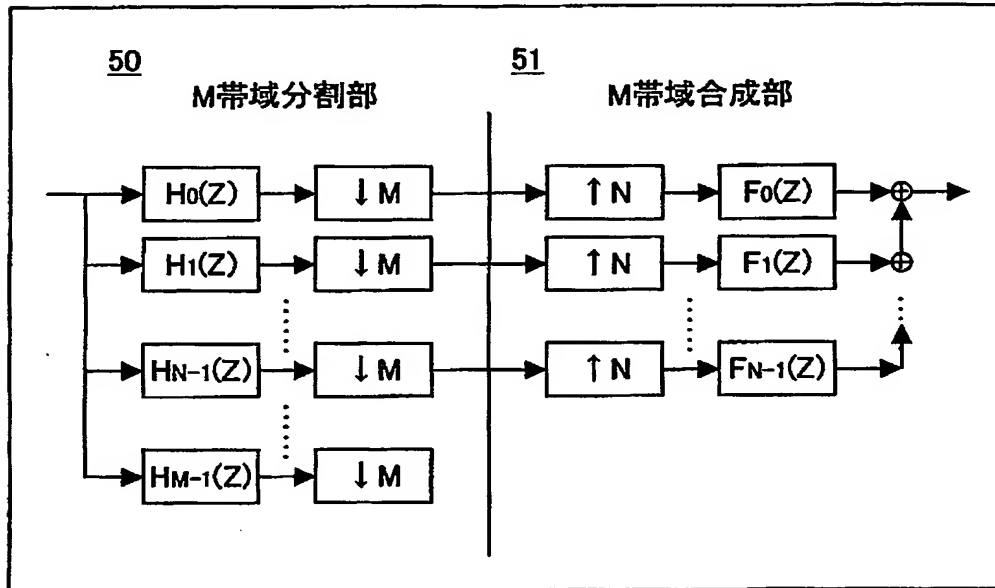 50
M帯域分割部
51
M帯域合成部
H0(Z)
↓M
↑N
F0(Z)
H1(Z)
↓M
↑N
F1(Z)
HN-1(Z)
↓M
↑N
FN-1(Z)
HM-1(Z)
↓M